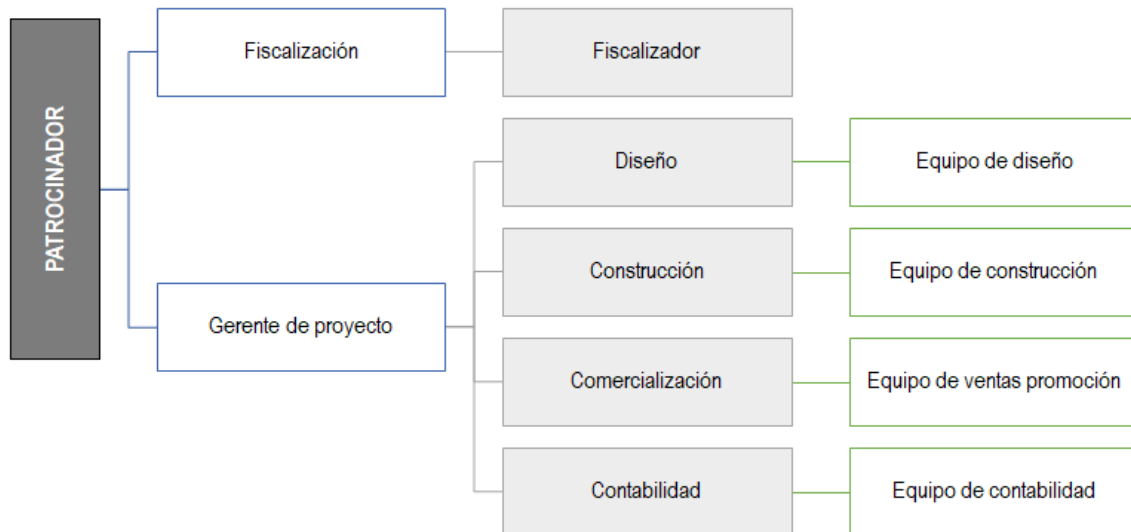 PATROCINADOR
Fiscalización
Fiscalizador
Gerente de proyecto
Diseño
Equipo de diseño
Construcción
Equipo de construcción
Comercialización
Equipo de ventas promoción
Contabilidad
Equipo de contabilidad